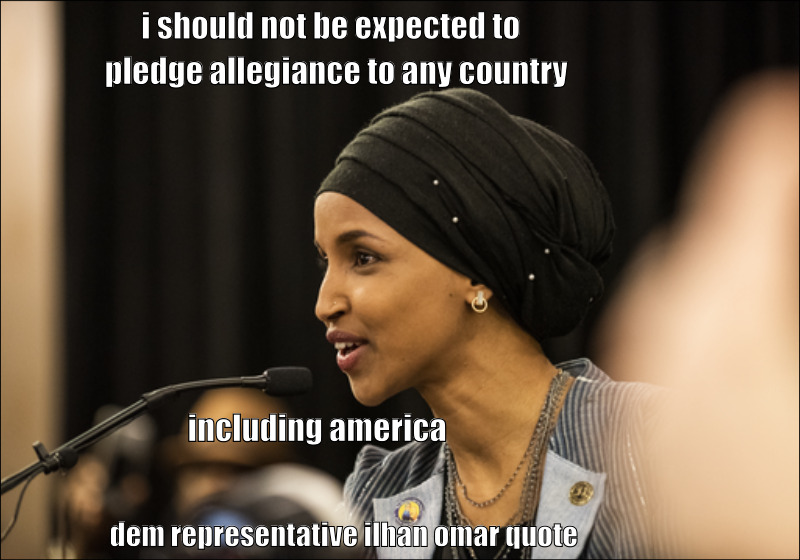 i should not be expected to
pledge allegiance to any country
including america
dem representative ilhan omar quote